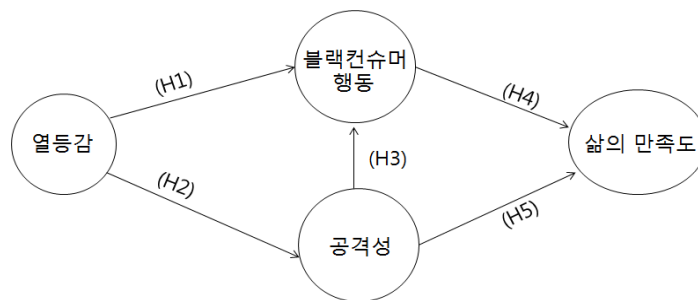 열등감
(H1)
(H2)
블랙컨슈머
행동
(H3)
공격성
(H4)
(H5)
삶의 만족도